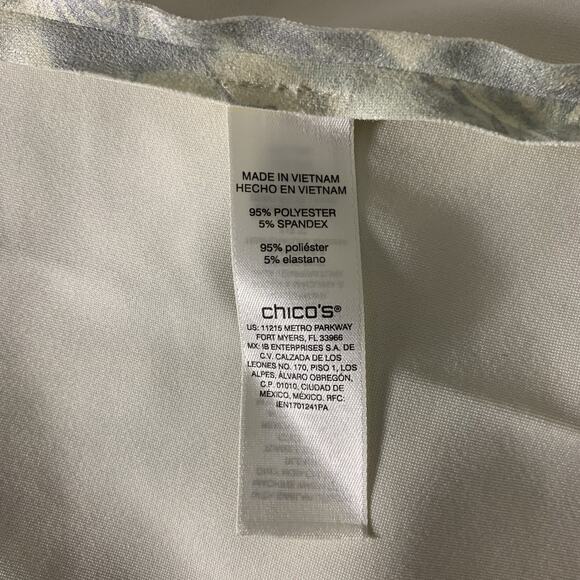 MADE IN VIETNAM
HECHO EN VIETNAM
95% POLYESTER
5% SPANDEX
95% poliéster
5% elastano
chico's®
US: 11215 METRO PARKWAY
FORT MYERS, FL 33966
MX: IB ENTERPRISES S.A. DE
C.V. CALZADA DE LOS
LEONES NO. 170, PISO 1, LOS
ALPES, ÁLVARO OBREGÓN,
C.P. 01010. CIUDAD DE
MÉXICO, MÉXICO. RFC:
IEN1701241PA